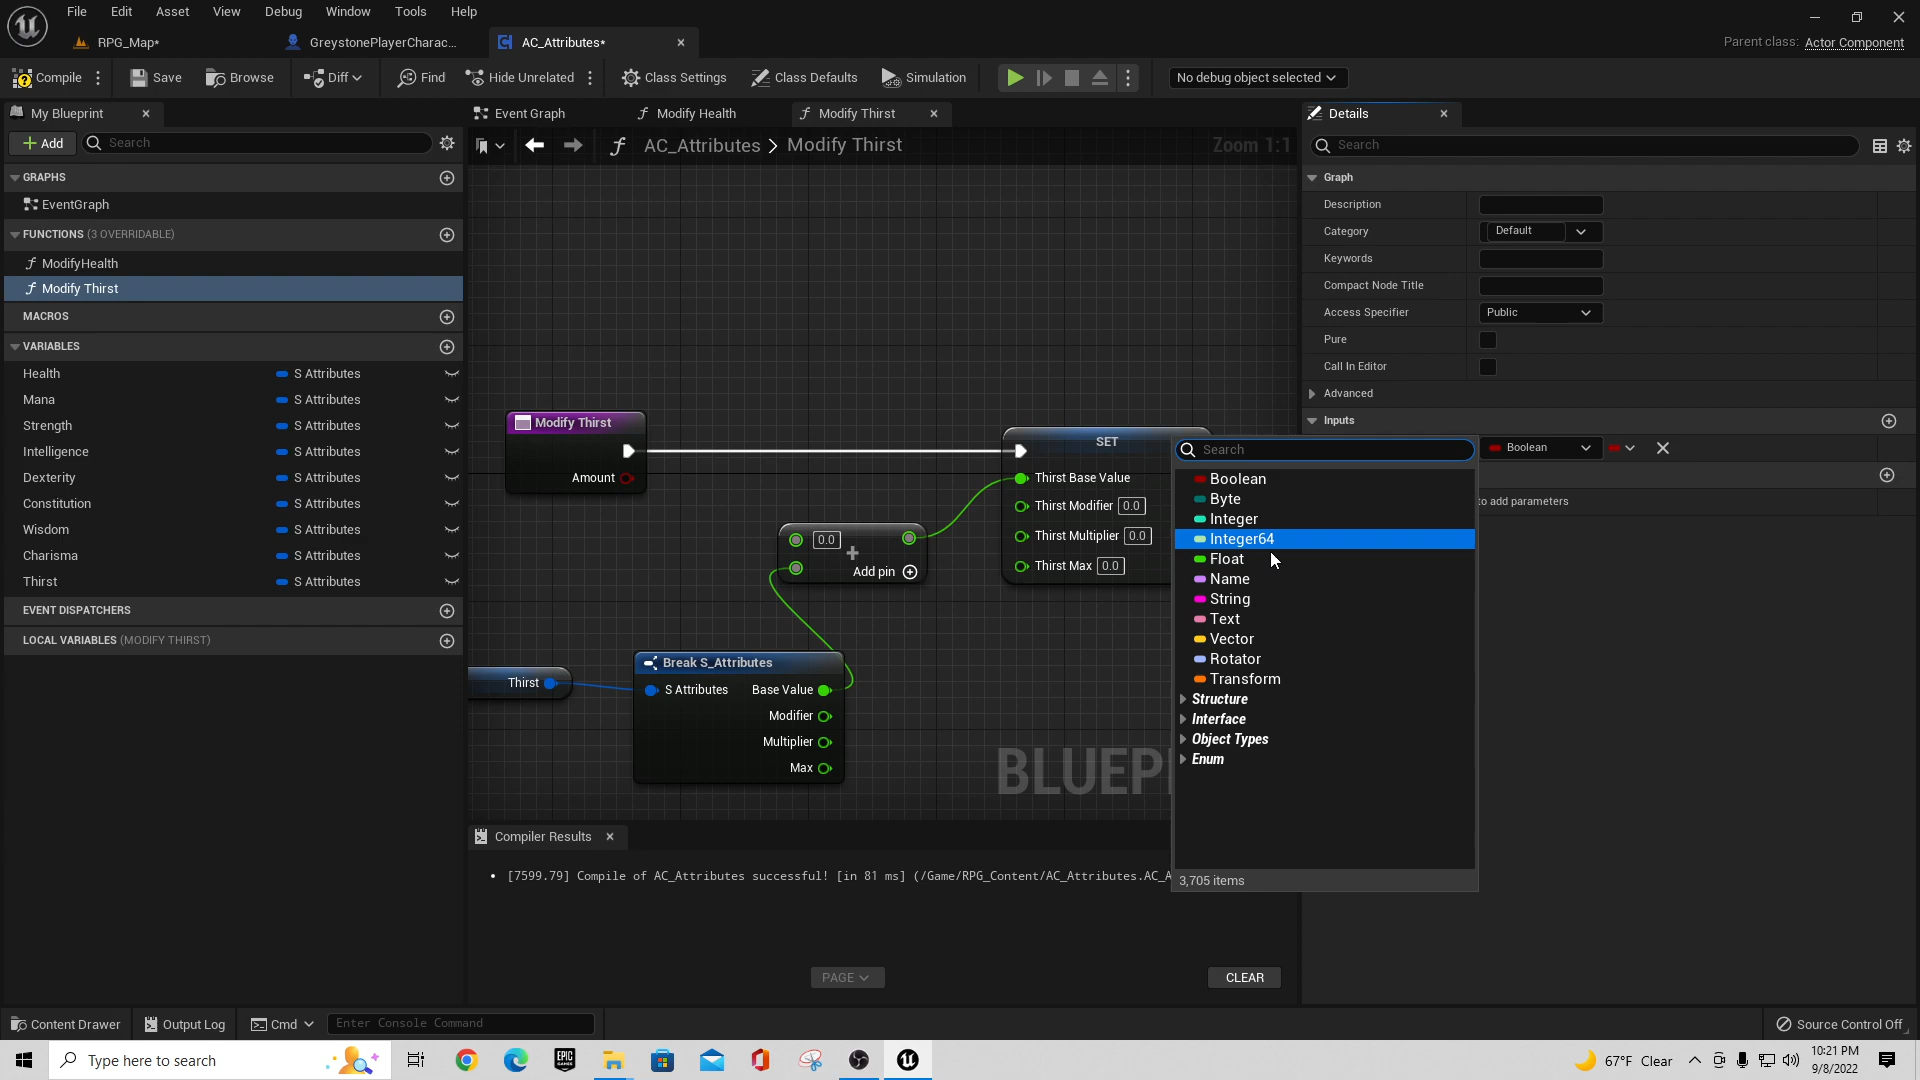 File Edit Asset View Debug Window Tools Help
RPG_Map* GreystonePlayerCharac... AC_Attributes*
Parent class: Actor Component
Compile Save Browse Diff Find Hide Unrelated Class Settings Class Defaults Simulation No debug object selected
My Blueprint
Event Graph Modify Health Modify Thirst
Details
Add Search
AC_Attributes > Modify Thirst Zoom 1:1
Search
GRAPHS
EventGraph
FUNCTIONS (3 OVERRIDABLE)
ModifyHealth
Modify Thirst
MACROS
VARIABLES
Health S Attributes
Mana S Attributes
Strength S Attributes
Intelligence S Attributes
Dexterity S Attributes
Constitution S Attributes
Wisdom S Attributes
Charisma S Attributes
Thirst S Attributes
EVENT DISPATCHERS
LOCAL VARIABLES (MODIFY THIRST)
Modify Thirst
Amount
0.0
+
Add pin
SET
Thirst Base Value
Thirst Modifier 0.0
Thirst Multiplier 0.0
Thirst Max 0.0
Thirst
Break S_Attributes
S Attributes Base Value
Modifier
Multiplier
Max
BLUEP
Graph
Description
Category Default
Keywords
Compact Node Title
Access Specifier Public
Pure
Call In Editor
Advanced
Inputs
Boolean
to add parameters
Search
Boolean
Byte
Integer
Integer64
Float
Name
String
Text
Vector
Rotator
Transform
Structure
Interface
Object Types
Enum
3,705 items
Compiler Results
• [7599.79] Compile of AC_Attributes successful! [in 81 ms] (/Game/RPG_Content/AC_Attributes.AC_A
PAGE CLEAR
Content Drawer Output Log Cmd Enter Console Command Source Control Off
Type here to search EPIC GAMES 67°F Clear
10:21 PM
9/8/2022